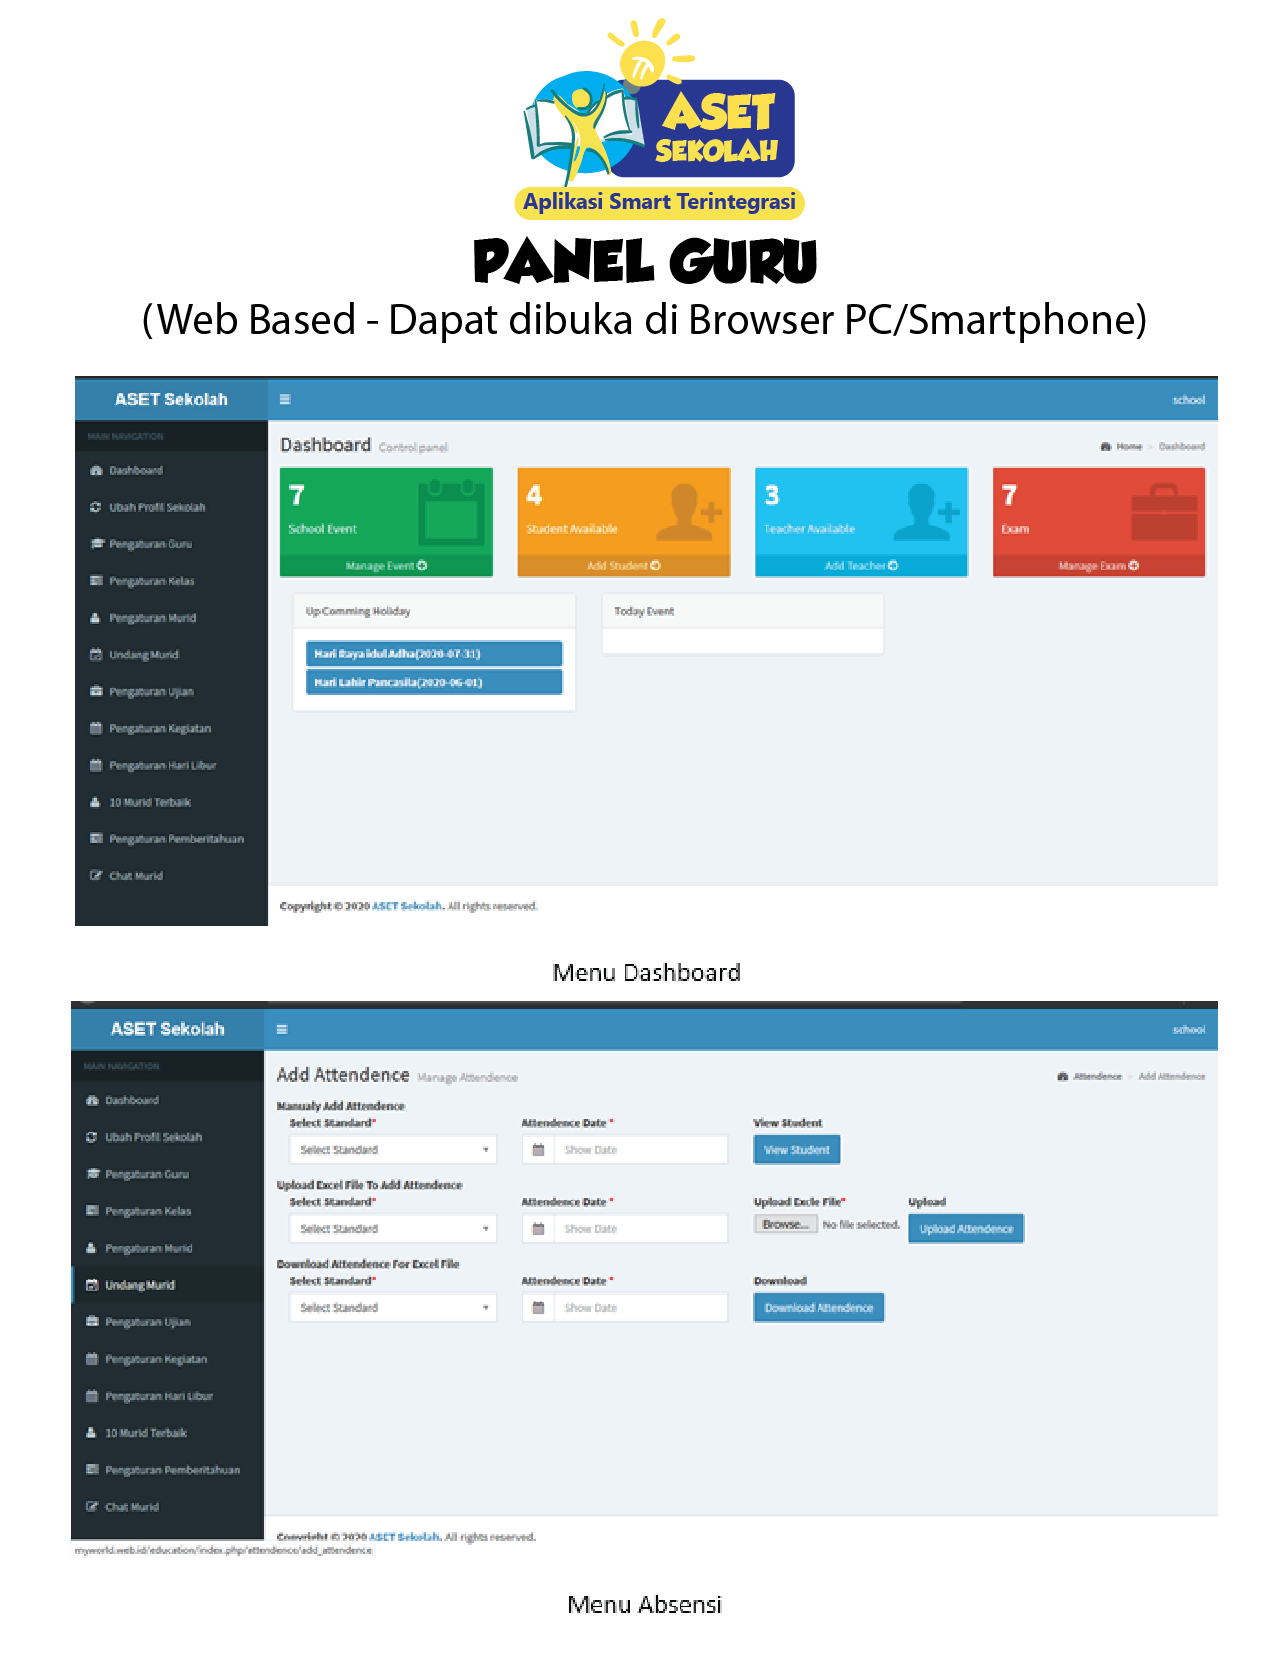 ASET
SEKOLAH
Aplikasi Smart Terintegrasi
PANEL GURU
(Web Based - Dapat dibuka di Browser PC/Smartphone)
ASET Sekolah
school
MAIN NAVIGATION
Dashboard
Ubah Profil Sekolah
Pengaturan Guru
Pengaturan Kelas
Pengaturan Murid
Undang Murid
Pengaturan Ujian
Pengaturan Kegiatan
Pengaturan Hari Libur
10 Murid Terbaik
Pengaturan Pemberitahuan
Chat Murid
Dashboard Control panel
Home > Dashboard
7
School Event
Manage Event
4
Student Available
Add Student
3
Teacher Available
Add Teacher
7
Exam
Manage Exam
Up Comming Holiday
Hari Raya idul Adha(2020-07-31)
Hari Lahir Pancasila(2020-06-01)
Today Event
Copyright © 2020 ASET Sekolah. All rights reserved.
Menu Dashboard
ASET Sekolah
school
MAIN NAVIGATION
Dashboard
Ubah Profil Sekolah
Pengaturan Guru
Pengaturan Kelas
Pengaturan Murid
Undang Murid
Pengaturan Ujian
Pengaturan Kegiatan
Pengaturan Hari Libur
10 Murid Terbaik
Pengaturan Pemberitahuan
Chat Murid
Add Attendence Manage Attendence
Attendence > Add Attendence
Manualy Add Attendence
Select Standard* Attendence Date * View Student
Select Standard Show Date View Student
Upload Excel File To Add Attendence
Select Standard* Attendence Date * Upload Excle File* Upload
Select Standard Show Date Browse... No file selected. Upload Attendence
Download Attendence For Excel File
Select Standard* Attendence Date * Download
Select Standard Show Date Download Attendence
Copyright © 2020 ASET Sekolah. All rights reserved.
myworld.web.id/education/index.php/attendence/add_attendence
Menu Absensi